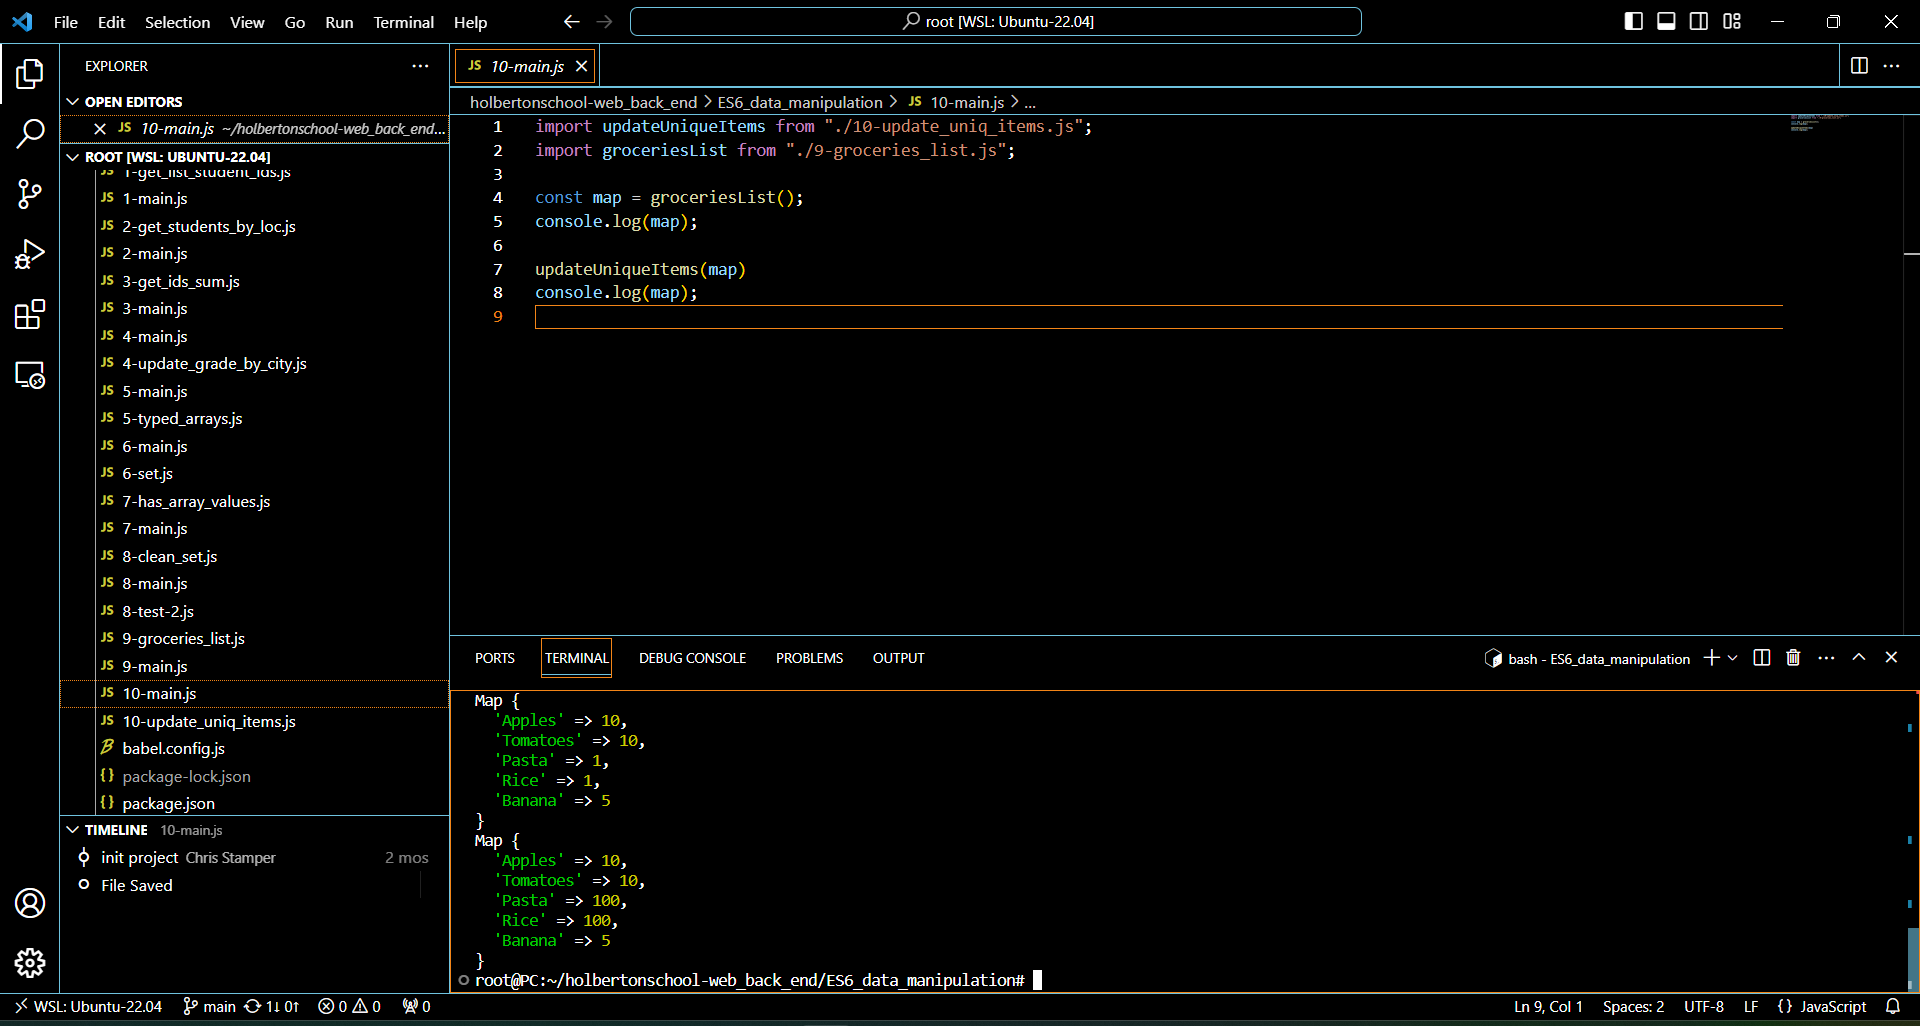 File Edit Selection View Go Run Terminal Help
root [WSL: Ubuntu-22.04]
EXPLORER
OPEN EDITORS
JS 10-main.js ~/holbertonschool-web_back_end...
ROOT [WSL: UBUNTU-22.04]
JS 1-get_list_student_ids.js
JS 1-main.js
JS 2-get_students_by_loc.js
JS 2-main.js
JS 3-get_ids_sum.js
JS 3-main.js
JS 4-main.js
JS 4-update_grade_by_city.js
JS 5-main.js
JS 5-typed_arrays.js
JS 6-main.js
JS 6-set.js
JS 7-has_array_values.js
JS 7-main.js
JS 8-clean_set.js
JS 8-main.js
JS 8-test-2.js
JS 9-groceries_list.js
JS 9-main.js
JS 10-main.js
JS 10-update_uniq_items.js
babel.config.js
{} package-lock.json
{} package.json
TIMELINE 10-main.js
init project Chris Stamper 2 mos
File Saved
JS 10-main.js
holbertonschool-web_back_end > ES6_data_manipulation > JS 10-main.js > ...
1 import updateUniqueItems from "./10-update_uniq_items.js";
2 import groceriesList from "./9-groceries_list.js";
3
4 const map = groceriesList();
5 console.log(map);
6
7 updateUniqueItems(map)
8 console.log(map);
9
PORTS TERMINAL DEBUG CONSOLE PROBLEMS OUTPUT
bash - ES6_data_manipulation
Map {
'Apples' => 10,
'Tomatoes' => 10,
'Pasta' => 1,
'Rice' => 1,
'Banana' => 5
}
Map {
'Apples' => 10,
'Tomatoes' => 10,
'Pasta' => 100,
'Rice' => 100,
'Banana' => 5
}
root@PC:~/holbertonschool-web_back_end/ES6_data_manipulation#
WSL: Ubuntu-22.04 main 1↓ 0↑ 0 0 0
Ln 9, Col 1 Spaces: 2 UTF-8 LF {} JavaScript